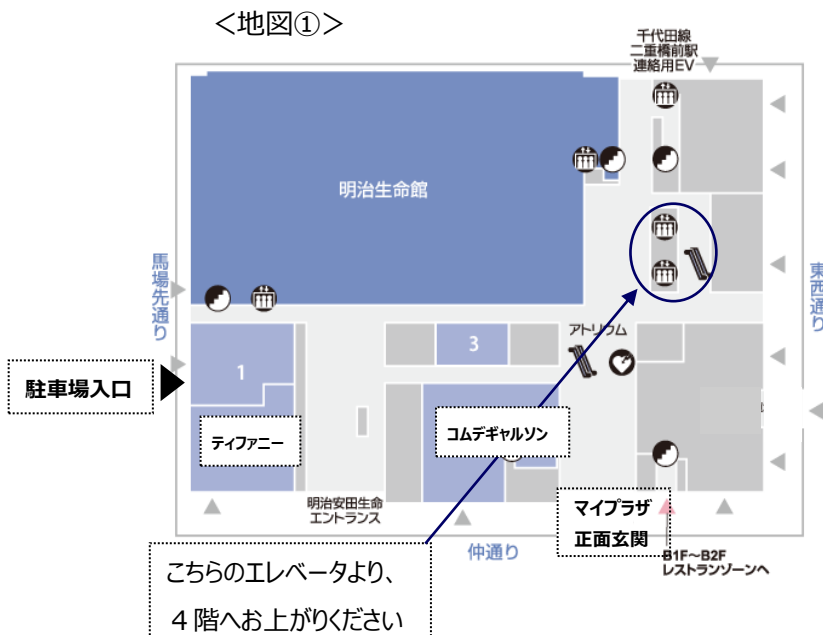 ＜地図①＞
千代田線
二重橋前駅
連絡用EV
明治生命館
馬場先通り
東西通り
アトリウム
3
1
駐車場入口
ティファニー
コムデギャルソン
明治安田生命
エントランス
マイプラザ
正面玄関
仲通り
B1F～B2F
レストランゾーンへ
こちらのエレベータより、
４階へお上がりください